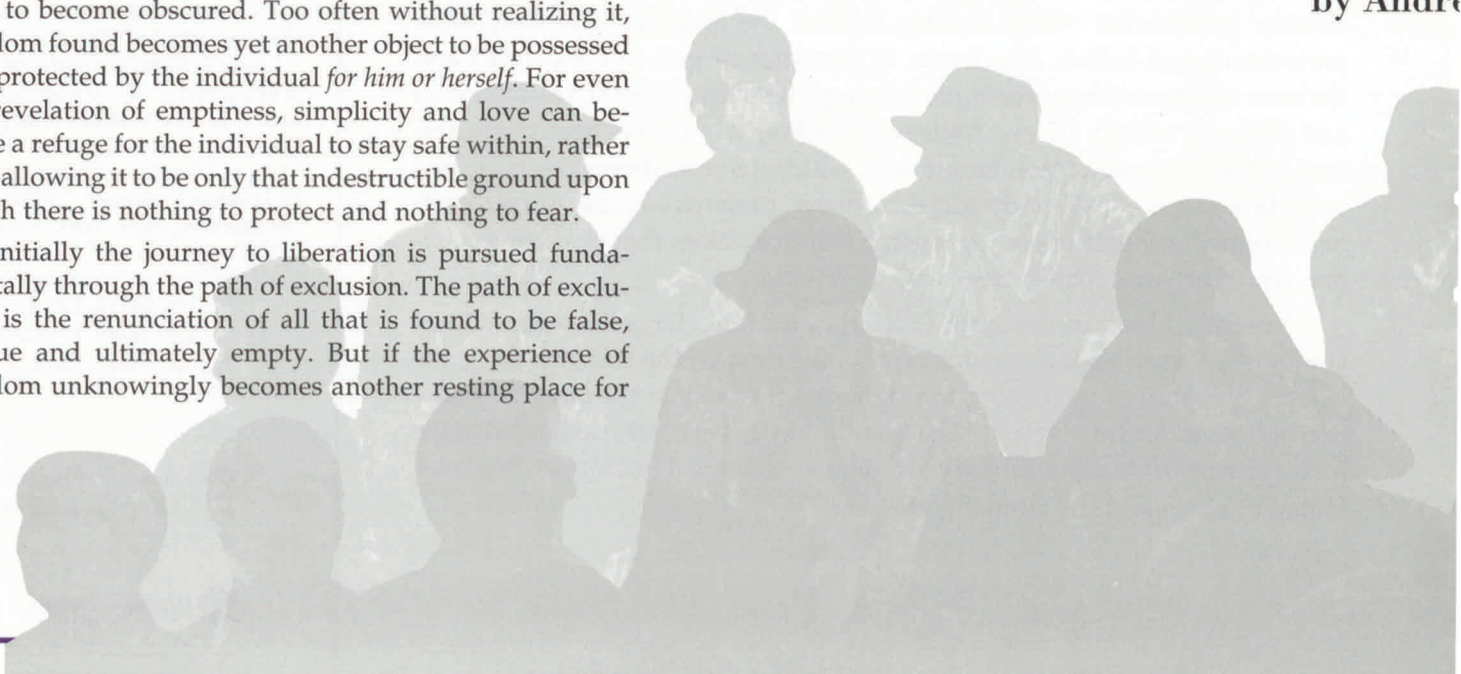 by Andre
to become obscured. Too often without realizing it,
dom found becomes yet another object to be possessed
protected by the individual for him or herself. For even
evelation of emptiness, simplicity and love can be-
e a refuge for the individual to stay safe within, rather
allowing it to be only that indestructible ground upon
h there is nothing to protect and nothing to fear.
nitially the journey to liberation is pursued funda-
ally through the path of exclusion. The path of exclu-
is the renunciation of all that is found to be false,
ue and ultimately empty. But if the experience of
dom unknowingly becomes another resting place for